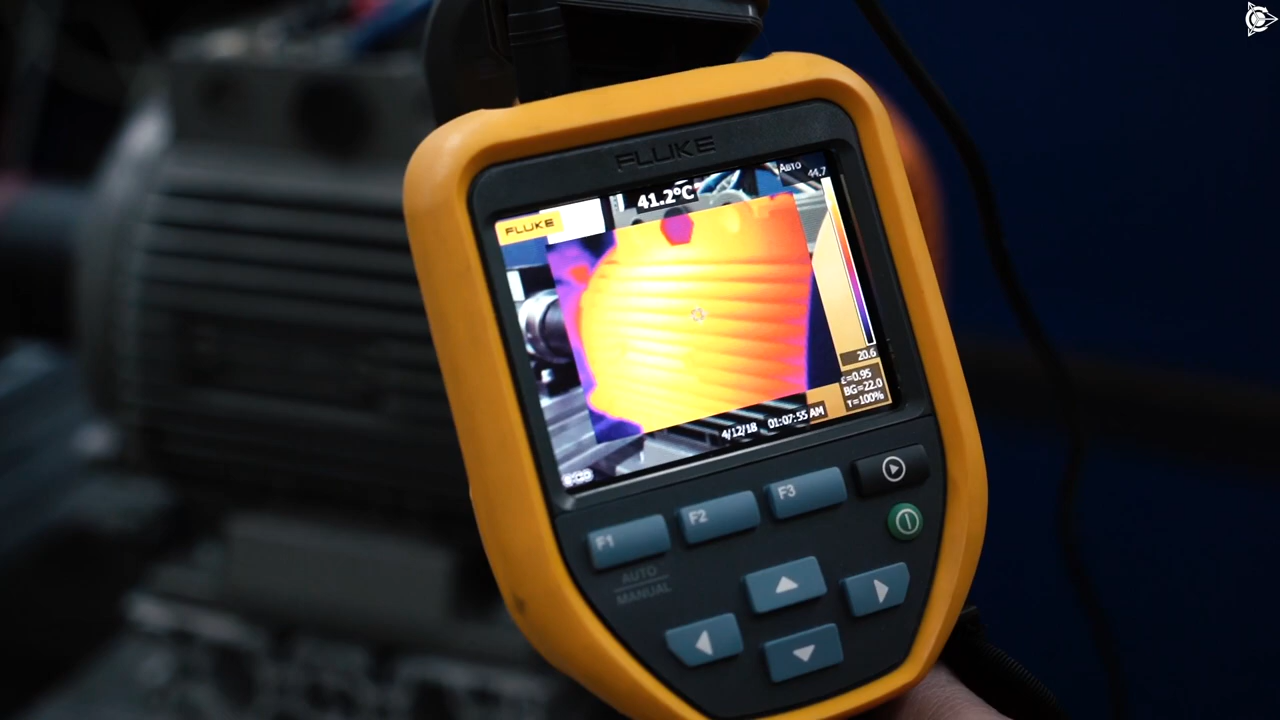 FLUKE
Авто
44.7
41.2°C
FLUKE
20.6
ε=0.95
BG=22.0
τ=100%
4/12/18 01:07:55 AM
F1
F2
F3
AUTO
MANUAL